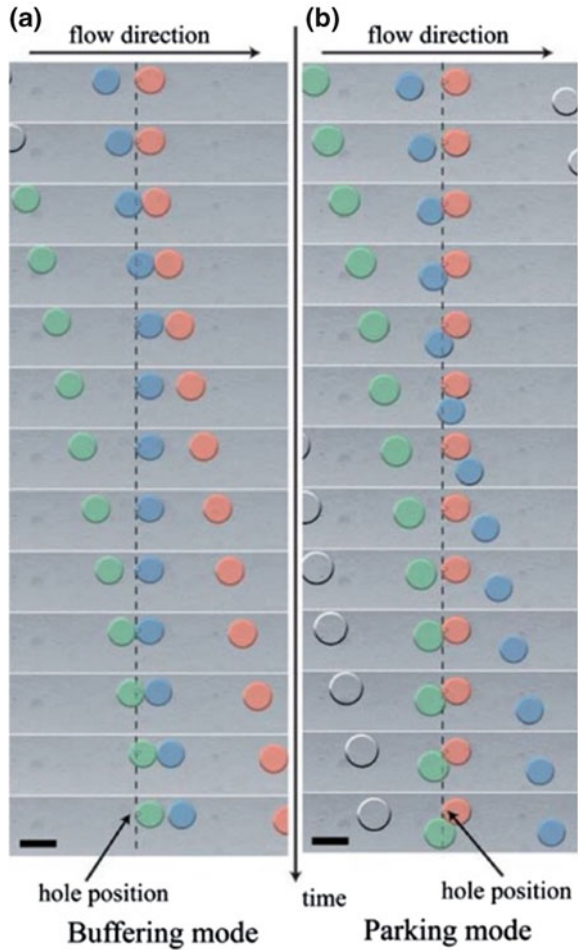 (a)
flow direction
(b)
flow direction
hole position
time
hole position
Buffering mode
Parking mode